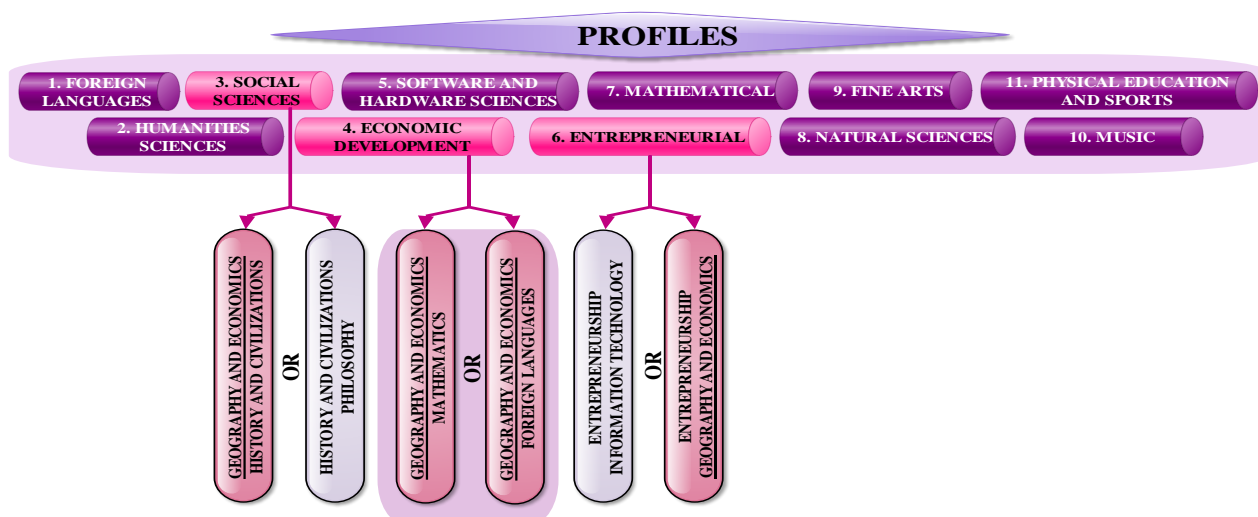 PROFILES
1. FOREIGN
LANGUAGES
3. SOCIAL
SCIENCES
5. SOFTWARE AND
HARDWARE SCIENCES
7. MATHEMATICAL
9. FINE ARTS
11. PHYSICAL EDUCATION
AND SPORTS
2. HUMANITIES
SCIENCES
4. ECONOMIC
DEVELOPMENT
6. ENTREPRENEURIAL
8. NATURAL SCIENCES
10. MUSIC
GEOGRAPHY AND ECONOMICS
HISTORY AND CIVILIZATIONS
OR
HISTORY AND CIVILIZATIONS
PHILOSOPHY
GEOGRAPHY AND ECONOMICS
MATHEMATICS
OR
GEOGRAPHY AND ECONOMICS
FOREIGN LANGUAGES
ENTREPRENEURSHIP
INFORMATION TECHNOLOGY
OR
ENTREPRENEURSHIP
GEOGRAPHY AND ECONOMICS